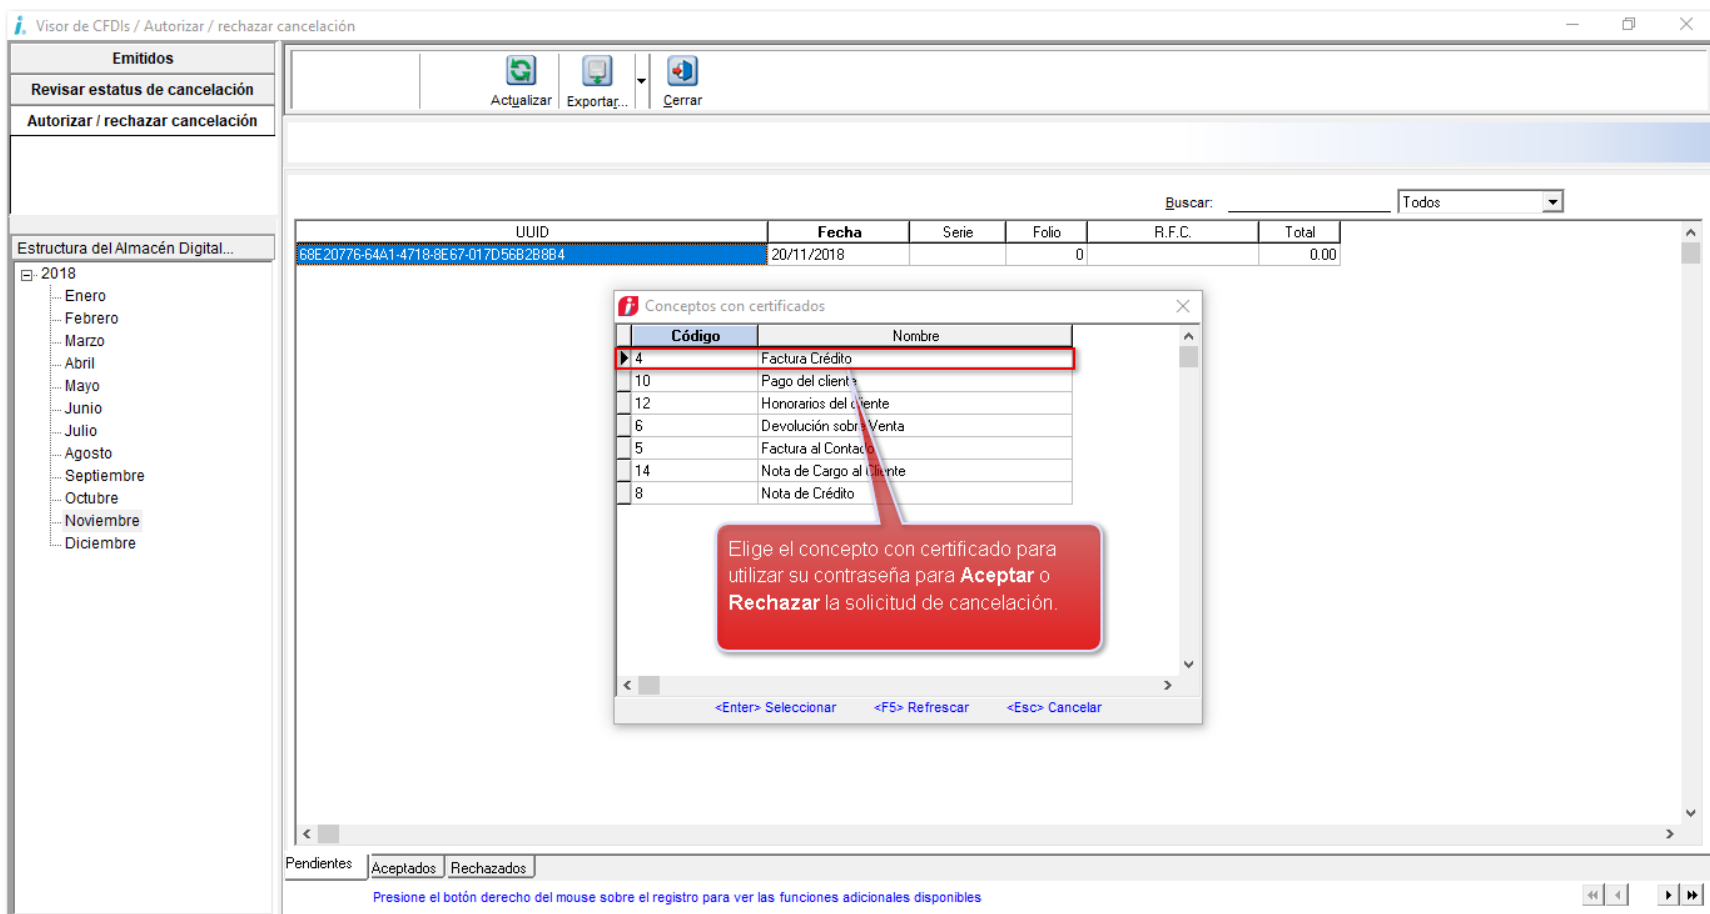 Visor de CFDIs / Autorizar / rechazar cancelación
Emitidos
Revisar estatus de cancelación
Autorizar / rechazar cancelación
Actualizar
Exportar...
Cerrar
Buscar:
Todos
Estructura del Almacén Digital...
2018
Enero
Febrero
Marzo
Abril
Mayo
Junio
Julio
Agosto
Septiembre
Octubre
Noviembre
Diciembre
UUID Fecha Serie Folio R.F.C. Total
68E20776-64A1-4718-8E67-017D56B2B8B4 20/11/2018 0 0.00
Conceptos con certificados
Código Nombre
4 Factura Crédito
10 Pago del cliente
12 Honorarios del cliente
6 Devolución sobre Venta
5 Factura al Contado
14 Nota de Cargo al Cliente
8 Nota de Crédito
Elige el concepto con certificado para
utilizar su contraseña para Aceptar o
Rechazar la solicitud de cancelación.
<Enter> Seleccionar <F5> Refrescar <Esc> Cancelar
Pendientes Aceptados Rechazados
Presione el botón derecho del mouse sobre el registro para ver las funciones adicionales disponibles